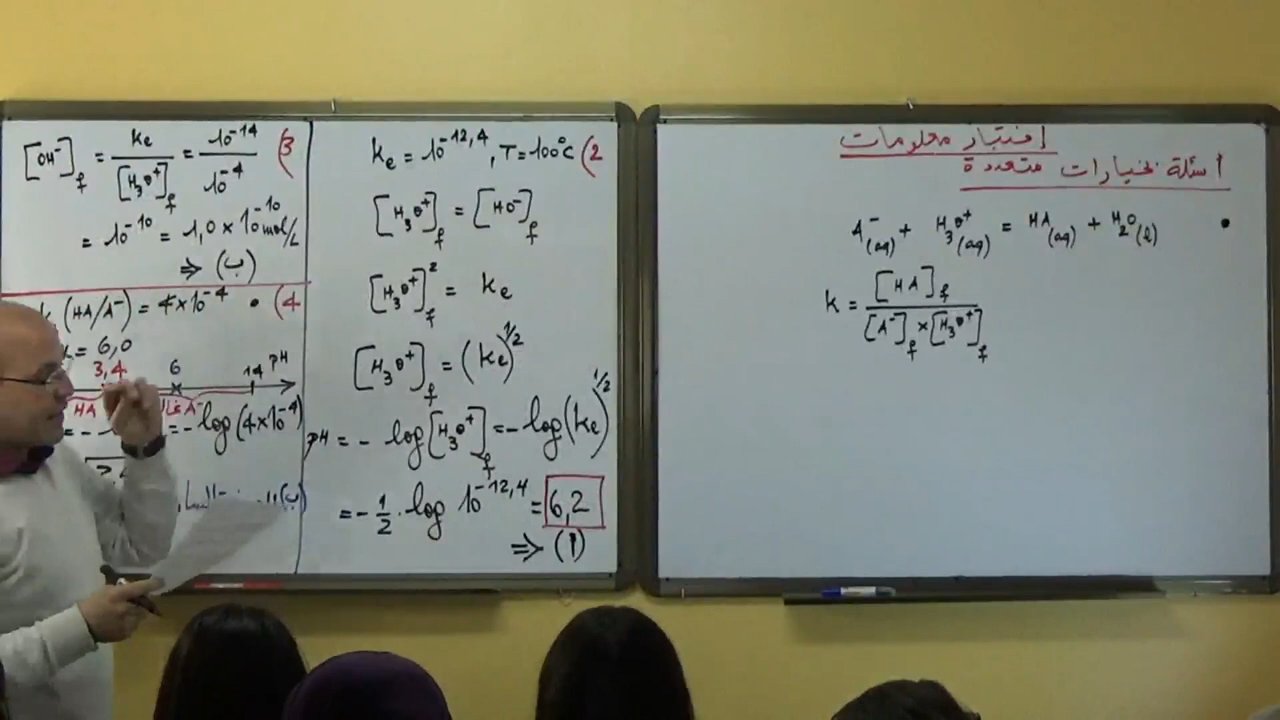 إختبار معلومات
أسئلة بخيارات متعددة
• A⁻(aq) + H₃O⁺(aq) = HA(aq) + H₂O(l)
K = [HA]f / [A⁻]f × [H₃O⁺]f
2) Ke = 10^-12,4 , T = 100°C
[H₃O⁺]f = [HO⁻]f
[H₃O⁺]f² = Ke
[H₃O⁺]f = (Ke)^1/2
pH = - log[H₃O⁺]f = - log(Ke)^1/2
= - 1/2 · log 10^-12,4 = 6,2
⇒ (أ)
3) [OH⁻]f = Ke / [H₃O⁺]f = 10^-14 / 10^-4
= 10^-10 = 1,0 × 10^-10 mol/L
⇒ (ب)
4) • (HA/A⁻) = 4×10^-4
= 6,0
3,4 6 14 pH
HA A⁻
= - log(4×10^-4)
(ب)